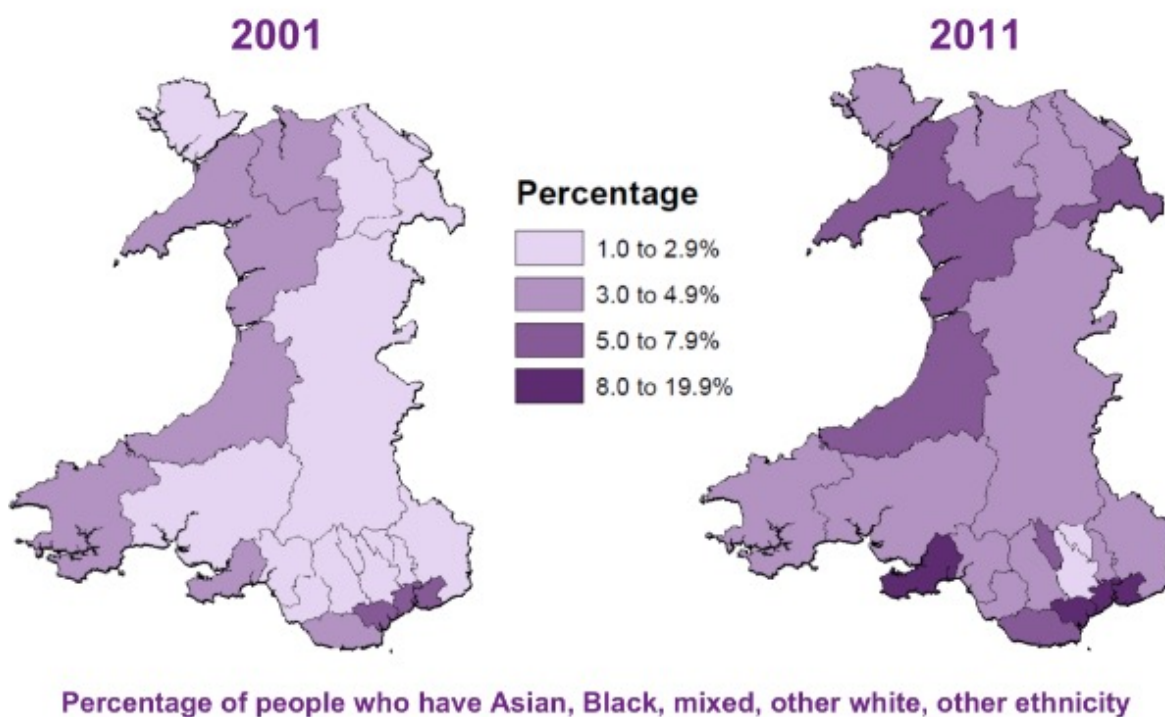 2001
2011
Percentage
1.0 to 2.9%
3.0 to 4.9%
5.0 to 7.9%
8.0 to 19.9%
Percentage of people who have Asian, Black, mixed, other white, other ethnicity